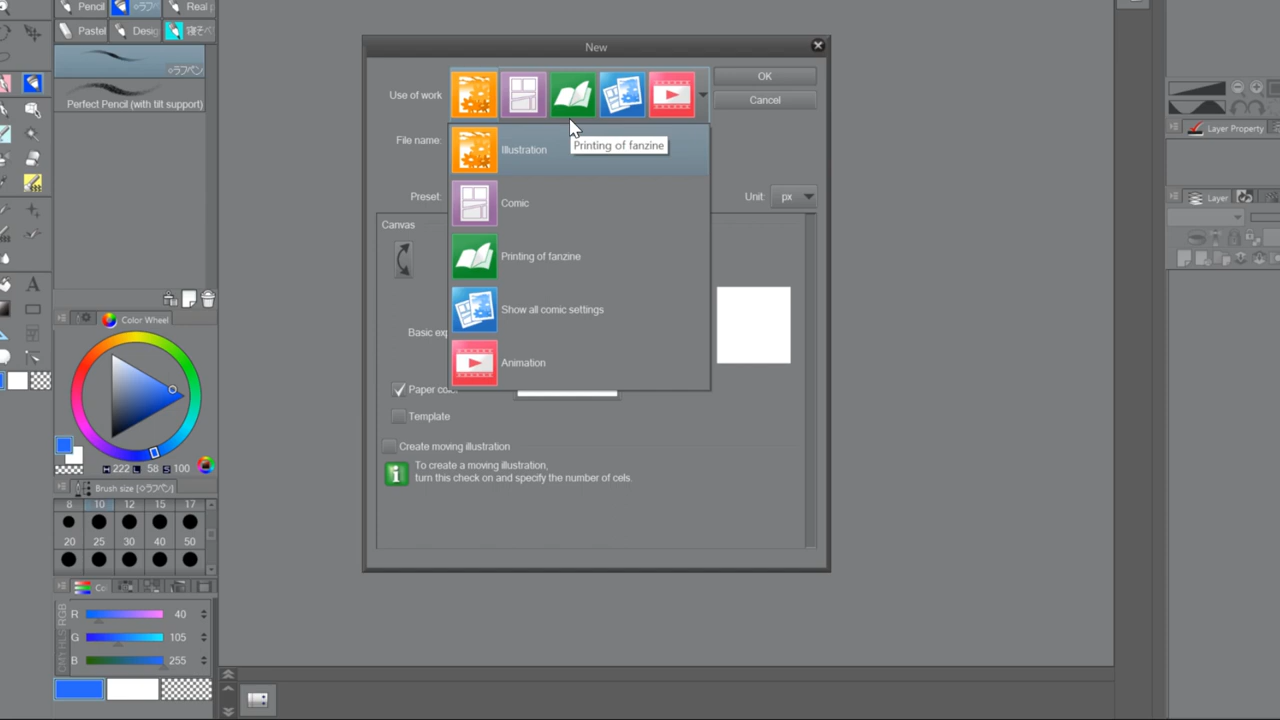 Pencil
Real
Pastel
Desig
New
Use of work
OK
Cancel
Perfect Pencil (with tilt support)
File name:
Illustration
Printing of fanzine
Comic
Preset:
Unit:
px
Canvas
Printing of fanzine
Show all comic settings
Basic exp
Animation
Paper co
Template
Create moving illustration
To create a moving illustration,
turn this check on and specify the number of cels.
Layer Property
Layer
Color Wheel
H 222 L 58 S 100
8 10 12 15 17
20 25 30 40 50
R 40
G 105
B 255
RGB
HLS
CMY